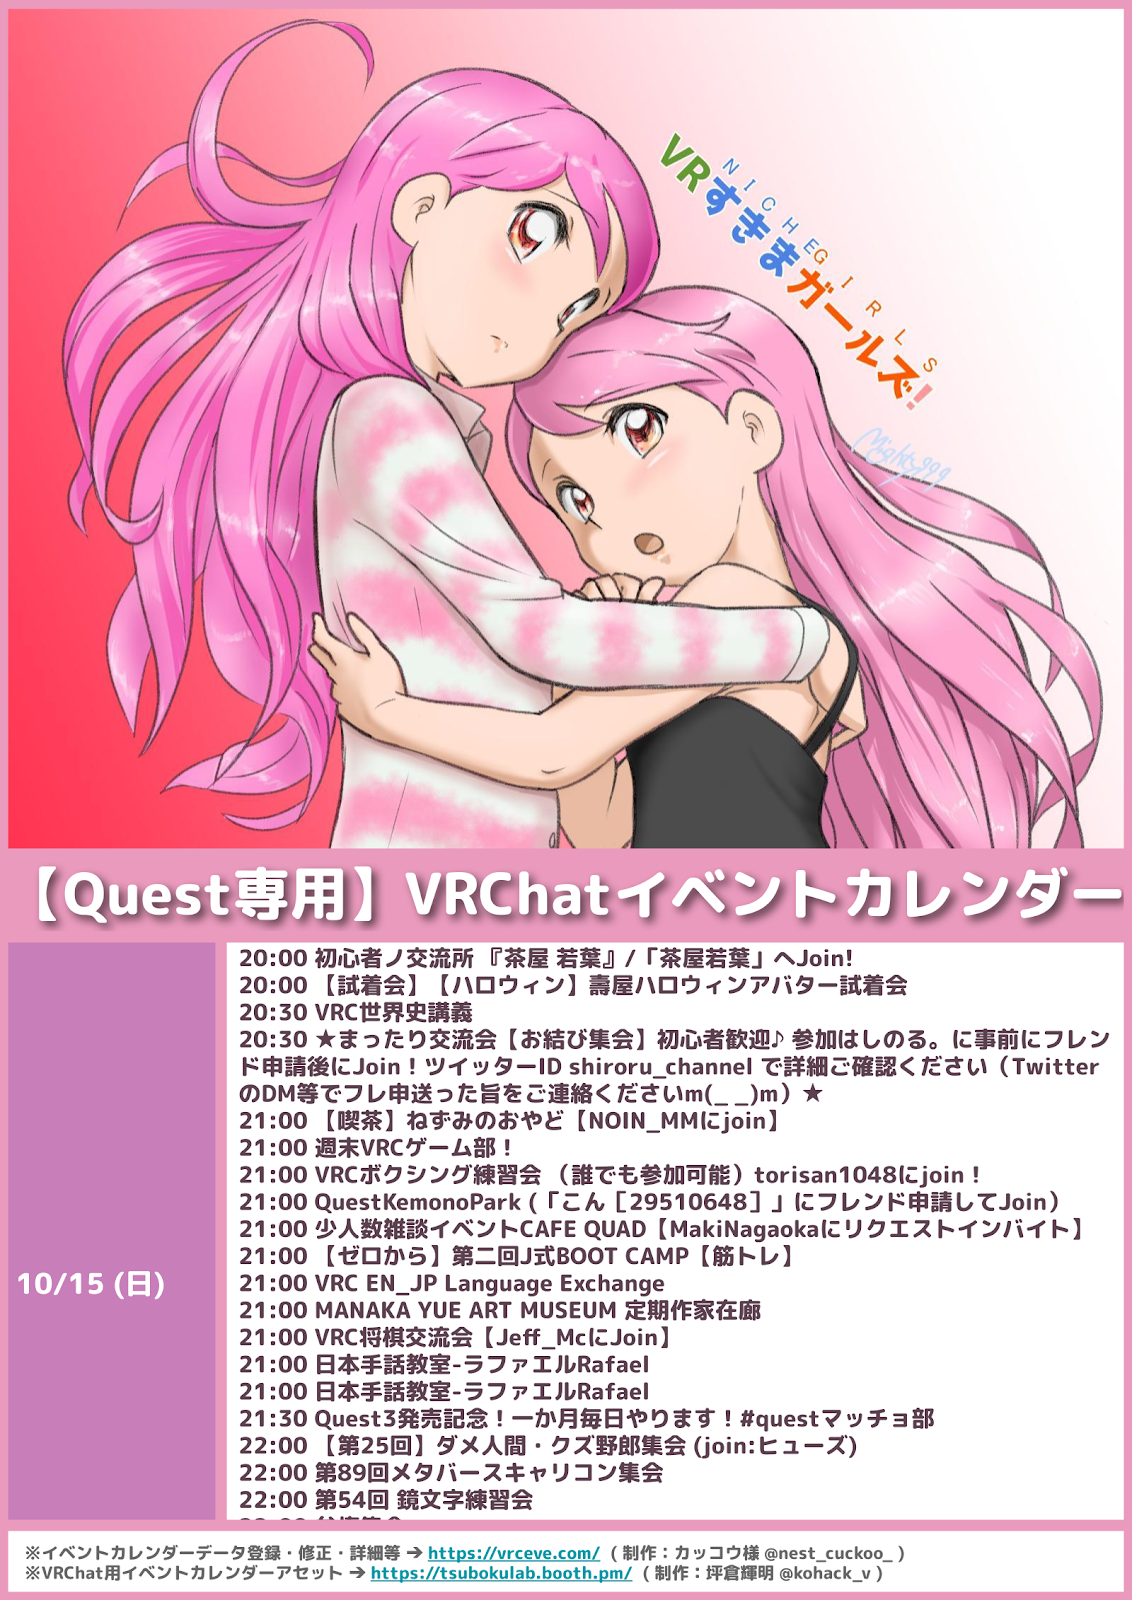 NICHE GIRLS
VRすきまガールズ!
Mighty999
【Quest専用】VRChatイベントカレンダー
10/15 (日)
20:00 初心者ノ交流所 『茶屋 若葉』/「茶屋若葉」へJoin!
20:00 【試着会】【ハロウィン】壽屋ハロウィンアバター試着会
20:30 VRC世界史講義
20:30 ★まったり交流会【お結び集会】初心者歓迎♪ 参加はしのる。に事前にフレン
ド申請後にJoin！ツイッターID shiroru_channel で詳細ご確認ください（Twitter
のDM等でフレ申送った旨をご連絡くださいm(_ _)m）★
21:00 【喫茶】ねずみのおやど【NOIN_MMにjoin】
21:00 週末VRCゲーム部！
21:00 VRCボクシング練習会 （誰でも参加可能）torisan1048にjoin！
21:00 QuestKemonoPark (「こん［29510648］」にフレンド申請してJoin）
21:00 少人数雑談イベントCAFE QUAD【MakiNagaokaにリクエストインバイト】
21:00 【ゼロから】第二回J式BOOT CAMP【筋トレ】
21:00 VRC EN_JP Language Exchange
21:00 MANAKA YUE ART MUSEUM 定期作家在廊
21:00 VRC将棋交流会【Jeff_McにJoin】
21:00 日本手話教室-ラファエルRafael
21:00 日本手話教室-ラファエルRafael
21:30 Quest3発売記念！一か月毎日やります！#questマッチョ部
22:00 【第25回】ダメ人間・クズ野郎集会 (join:ヒューズ)
22:00 第89回メタバースキャリコン集会
22:00 第54回 鏡文字練習会
※イベントカレンダーデータ登録・修正・詳細等 ➔ https://vrceve.com/ （ 制作：カッコウ様 @nest_cuckoo_ ）
※VRChat用イベントカレンダーアセット ➔ https://tsubokulab.booth.pm/ （ 制作：坪倉輝明 @kohack_v ）